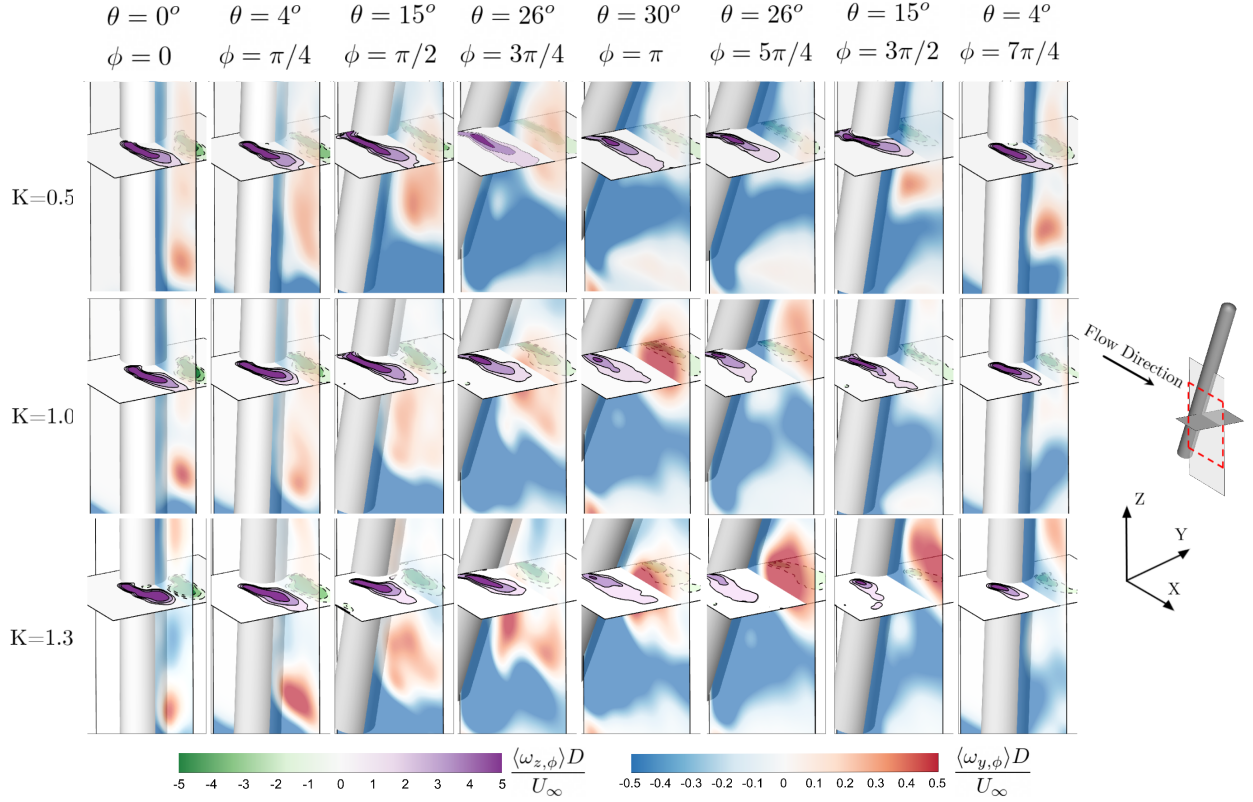 θ = 0° θ = 4° θ = 15° θ = 26° θ = 30° θ = 26° θ = 15° θ = 4°
ϕ = 0 ϕ = π/4 ϕ = π/2 ϕ = 3π/4 ϕ = π ϕ = 5π/4 ϕ = 3π/2 ϕ = 7π/4
K=0.5
K=1.0
K=1.3
Flow Direction
Z
Y
X
-5 -4 -3 -2 -1 0 1 2 3 4 5
⟨ω_{z,ϕ}⟩D
U_∞
-0.5 -0.4 -0.3 -0.2 -0.1 0 0.1 0.2 0.3 0.4 0.5
⟨ω_{y,ϕ}⟩D
U_∞